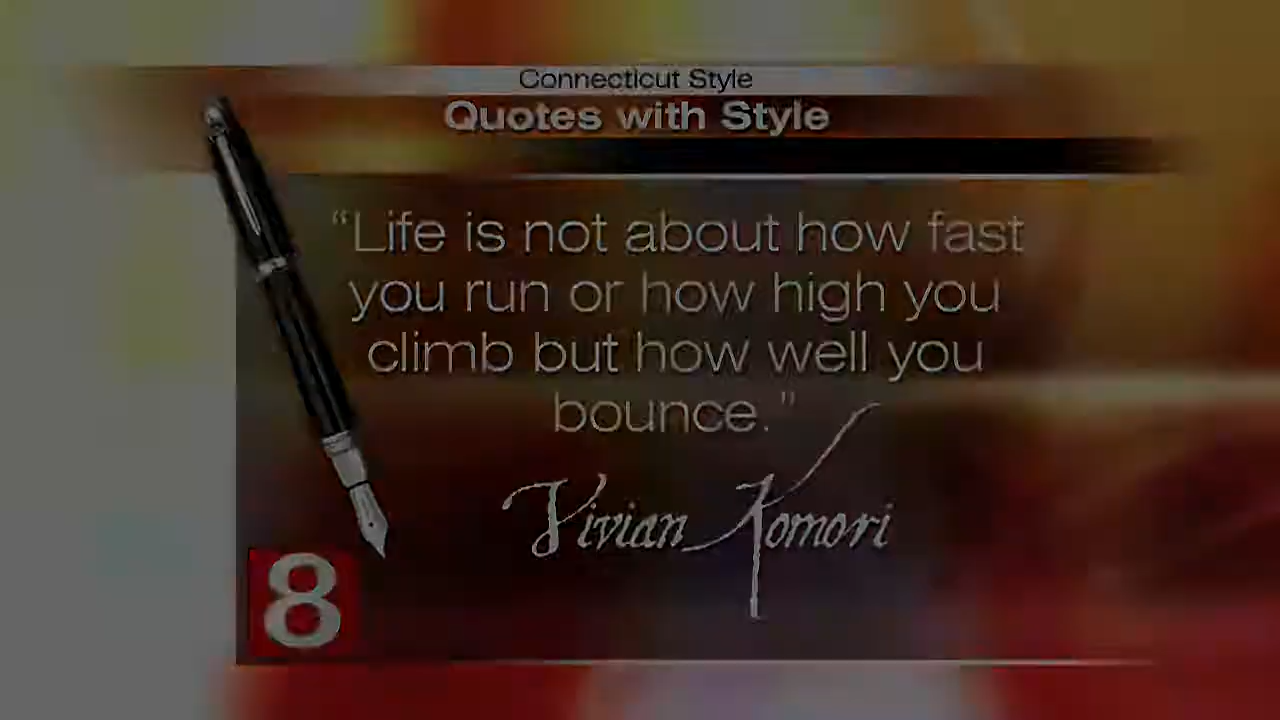 Connecticut Style
Quotes with Style
“Life is not about how fast
you run or how high you
climb but how well you
bounce.”
Vivian Komori
8